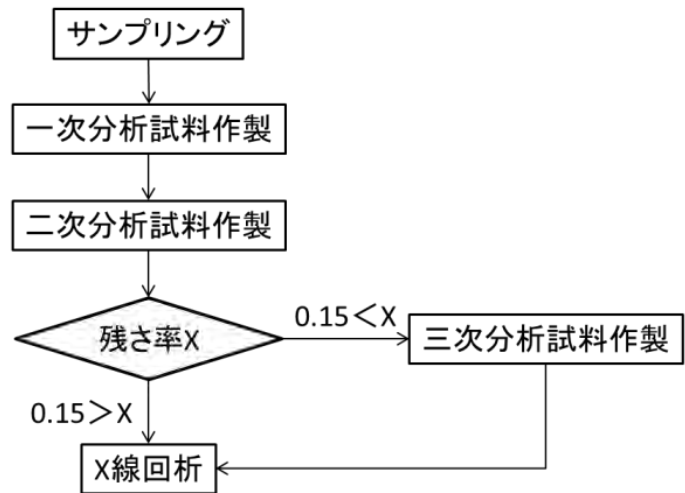 サンプリング
一次分析試料作製
二次分析試料作製
残さ率X
0.15＜X
三次分析試料作製
0.15＞X
X線回析